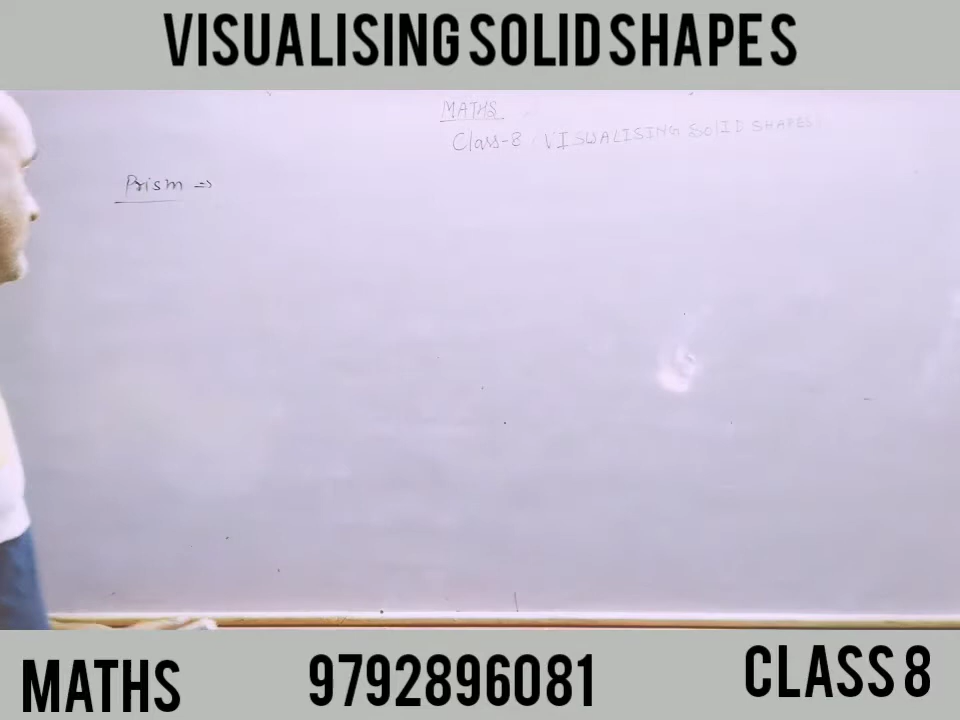 VISUALISING SOLID SHAPES
MATHS
Class-8 VISUALISING SOLID SHAPES
Prism ⇒
MATHS
9792896081
CLASS 8